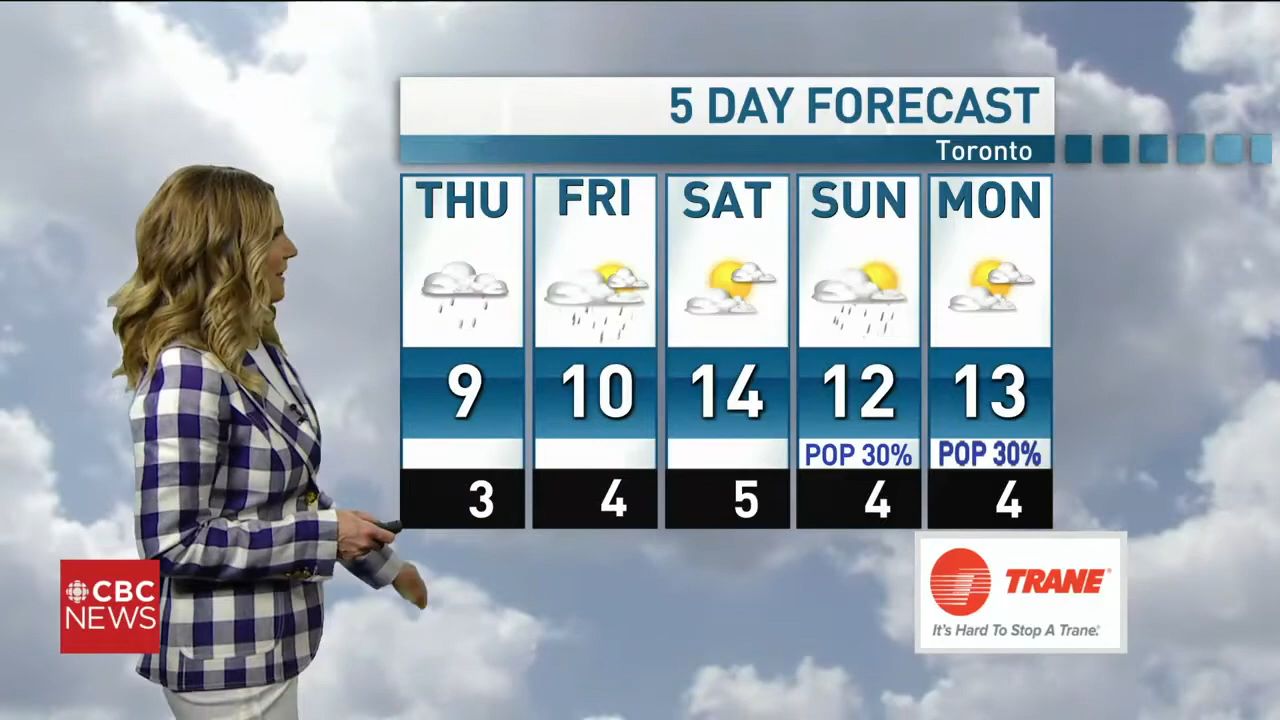 5 DAY FORECAST
Toronto
THU FRI SAT SUN MON
9 10 14 12 13
POP 30% POP 30%
3 4 5 4 4
CBC
NEWS
TRANE®
It's Hard To Stop A Trane.®